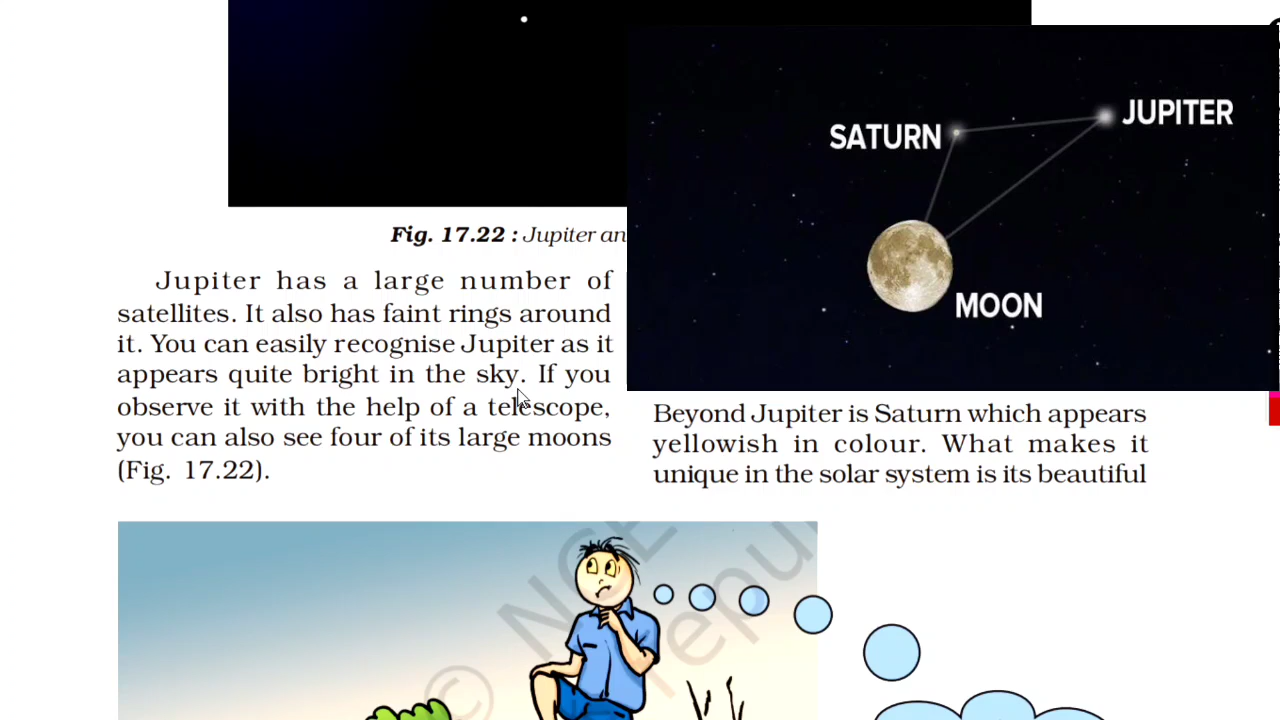 SATURN
JUPITER
MOON
Fig. 17.22 : Jupiter an
Jupiter has a large number of
satellites. It also has faint rings around
it. You can easily recognise Jupiter as it
appears quite bright in the sky. If you
observe it with the help of a telescope,
you can also see four of its large moons
(Fig. 17.22).
Beyond Jupiter is Saturn which appears
yellowish in colour. What makes it
unique in the solar system is its beautiful